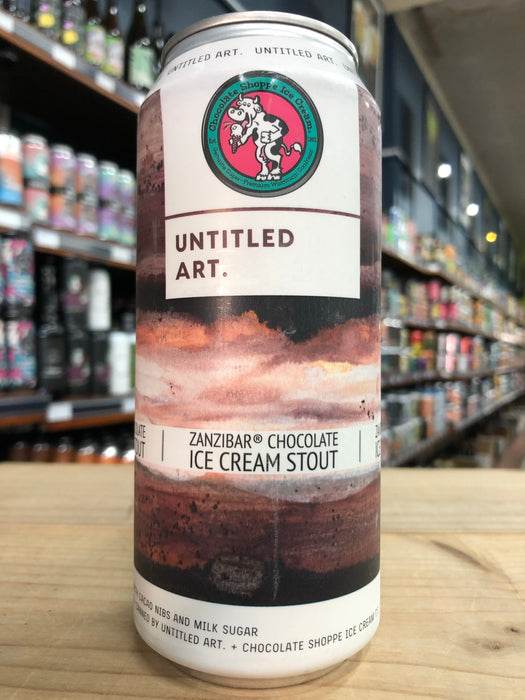 UNTITLED ART. UNTITLED ART.
Chocolate Shoppe Ice Cream
UNTITLED
ART.
ZANZIBAR® CHOCOLATE
ICE CREAM STOUT
CACAO NIBS AND MILK SUGAR
CANNED BY UNTITLED ART. + CHOCOLATE SHOPPE ICE CREAM